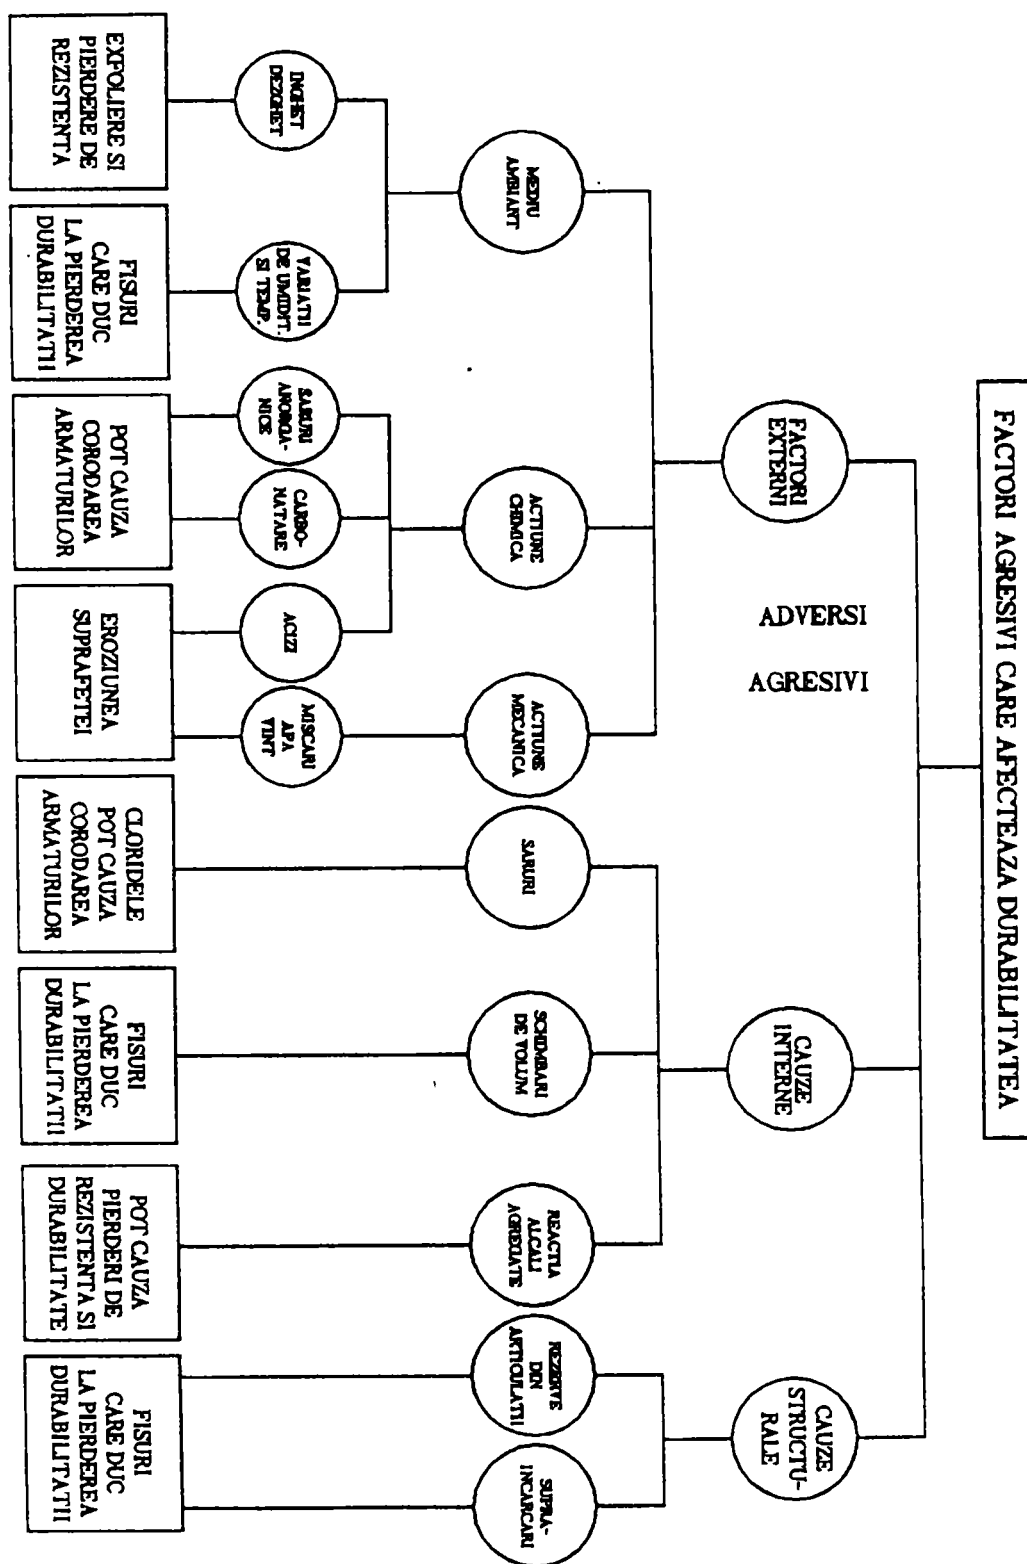 FACTORI AGRESIVI CARE AFECTEAZA DURABILITATEA
FACTORI
EXTERNI
ADVERSI
AGRESIVI
CAUZE
INTERNE
CAUZE
STRUCTU-
RALE
MEDIU
AMBIANT
ACTIUNE
CHIMICA
ACTIUNE
MECANICA
SARURI
SCHIMBARI
DE VOLUM
REACTIA
ALCALI
AGREGATE
REZERVE
DIN
ARTICULATII
SUPRA-
INCARCARI
INGHET
DEZGHET
VARIATII
DE UMIDIT.
SI TEMP.
SARURI
ANORGA-
NICE
CARBO-
NATARE
ACIZI
MISCARI
APA
VINT
EXFOLIERE SI
PIERDERE DE
REZISTENTA
FISURI
CARE DUC
LA PIERDEREA
DURABILITATII
POT CAUZA
CORODAREA
ARMATURILOR
EROZIUNEA
SUPRAFETEI
CLORIDELE
POT CAUZA
CORODAREA
ARMATURILOR
FISURI
CARE DUC
LA PIERDEREA
DURABILITATII
POT CAUZA
PIERDERI DE
REZISTENTA SI
DURABILITATE
FISURI
CARE DUC
LA PIERDEREA
DURABILITATII